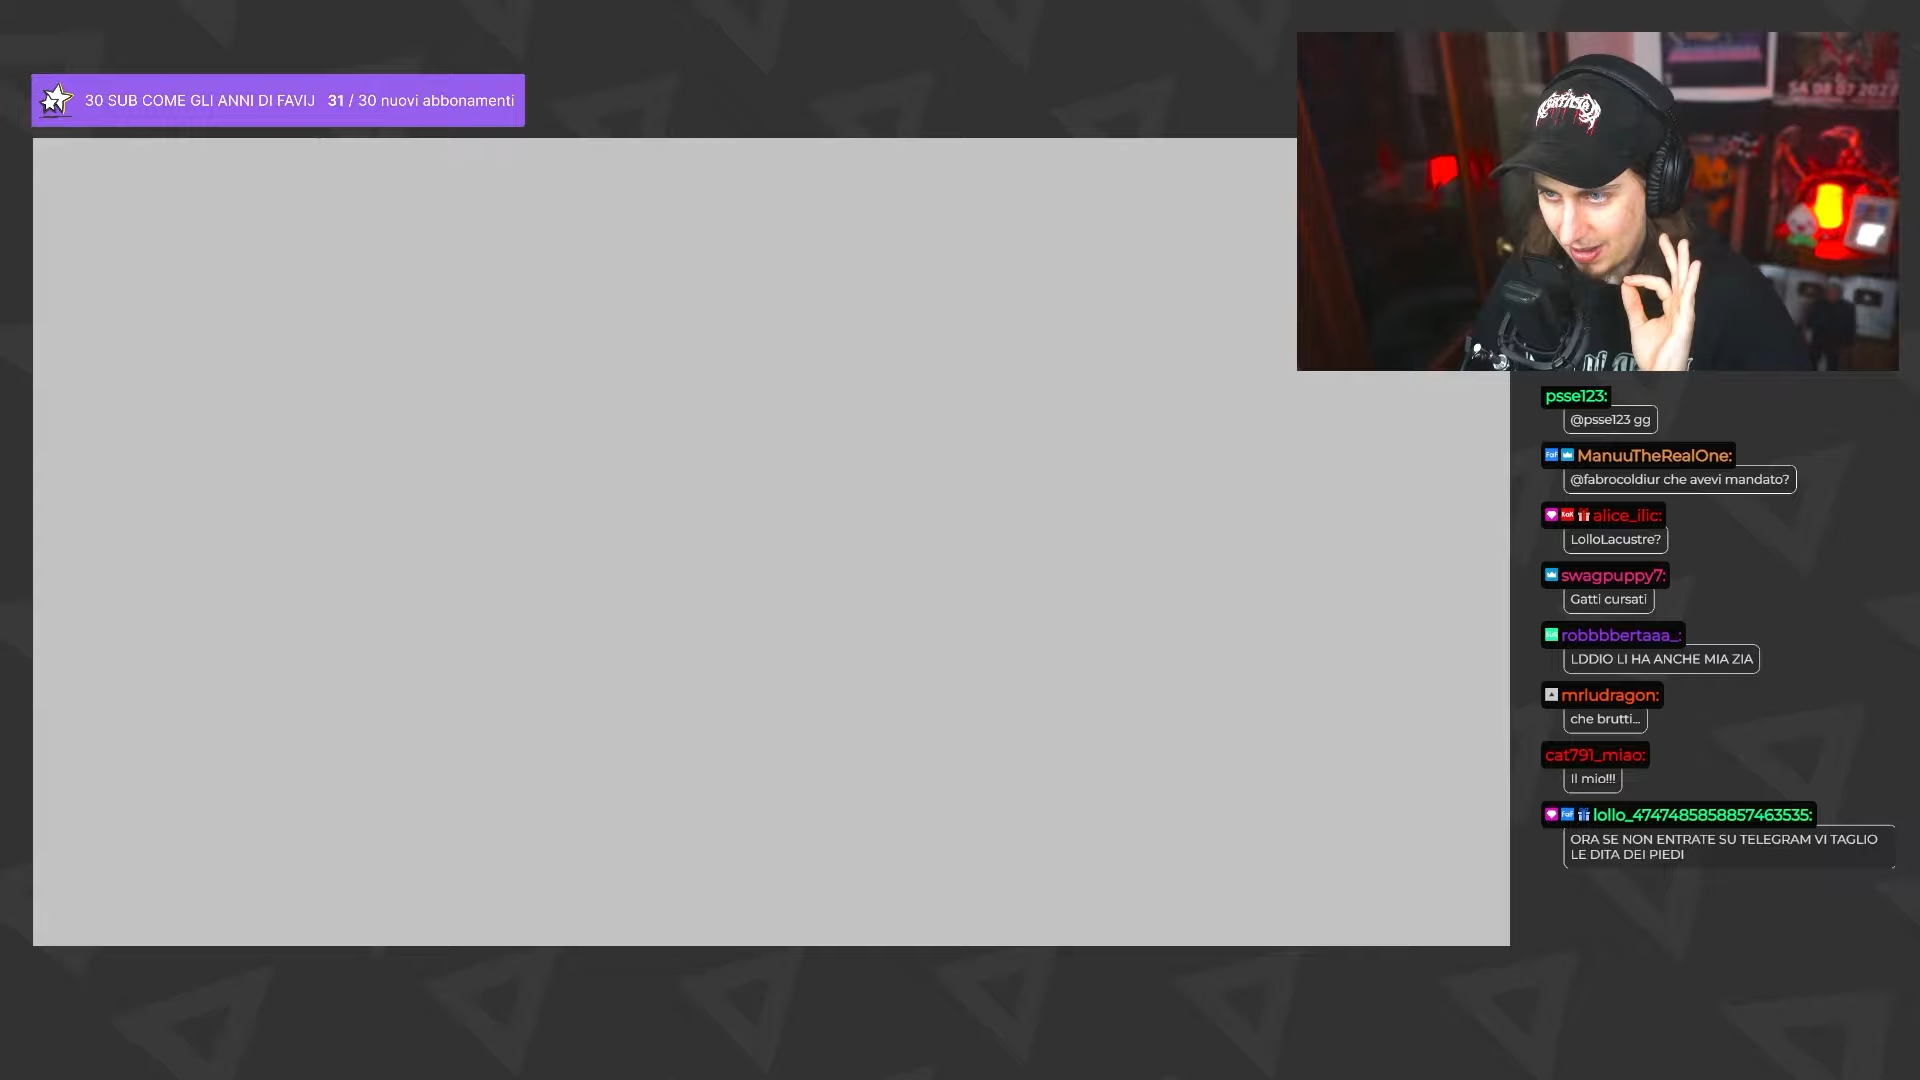 30 SUB COME GLI ANNI DI FAVIJ 31 / 30 nuovi abbonamenti
psse123:
@psse123 gg
ManuuTheRealOne:
@fabrocoldiur che avevi mandato?
alice_ilic:
LolloLacustre?
swagpuppy7:
Gatti cursati
robbbbertaaa_:
LDDIO LI HA ANCHE MIA ZIA
mrludragon:
che brutti...
cat791_miao:
Il mio!!!
lollo_4747485858857463535:
ORA SE NON ENTRATE SU TELEGRAM VI TAGLIO
LE DITA DEI PIEDI